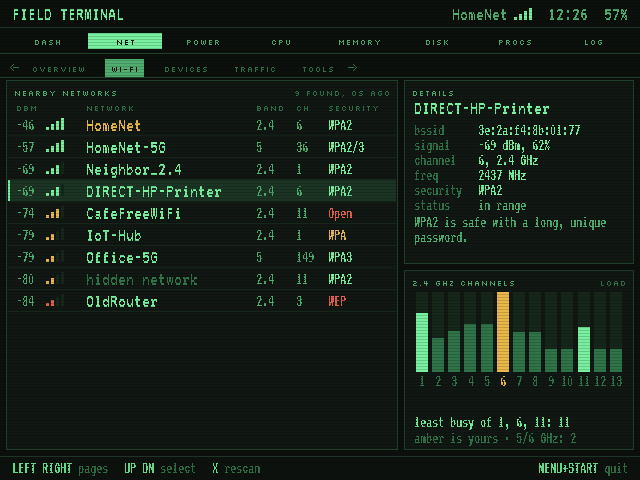 FIELD TERMINAL HomeNet 12:26 57%
DASH NET POWER CPU MEMORY DISK PROCS LOG
← OVERVIEW WI-FI DEVICES TRAFFIC TOOLS →
NEARBY NETWORKS 9 FOUND, 0S AGO
DBM NETWORK BAND CH SECURITY
-46 HomeNet 2.4 6 WPA2
-57 HomeNet-5G 5 36 WPA2/3
-69 Neighbor_2.4 2.4 1 WPA2
-69 DIRECT-HP-Printer 2.4 6 WPA2
-74 CafeFreeWiFi 2.4 11 Open
-79 IoT-Hub 2.4 1 WPA
-79 Office-5G 5 149 WPA3
-80 hidden network 2.4 11 WPA2
-84 OldRouter 2.4 3 WEP
DETAILS
DIRECT-HP-Printer
bssid 3e:2a:f4:8b:01:77
signal -69 dBm, 62%
channel 6, 2.4 GHz
freq 2437 MHz
security WPA2
status in range
WPA2 is safe with a long, unique
password.
2.4 GHZ CHANNELS LOAD
1 2 3 4 5 6 7 8 9 10 11 12 13
least busy of 1, 6, 11: 11
amber is yours · 5/6 GHz: 2
LEFT RIGHT pages UP DN select X rescan MENU+START quit